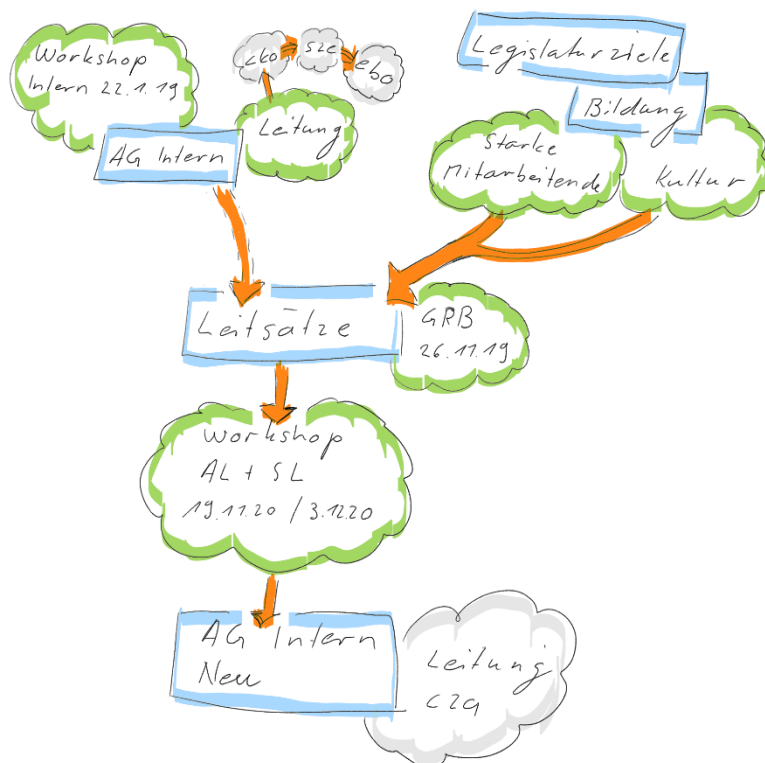 Workshop
Intern 22.1.19
AG Intern
Leitung
cko
sze
ebo
Legislaturziele
Bildung
Starke
Mitarbeitende
Kultur
Leitsätze
GRB
26.11.19
Workshop
AL + SL
19.11.20 / 3.12.20
AG Intern
Neu
Leitung